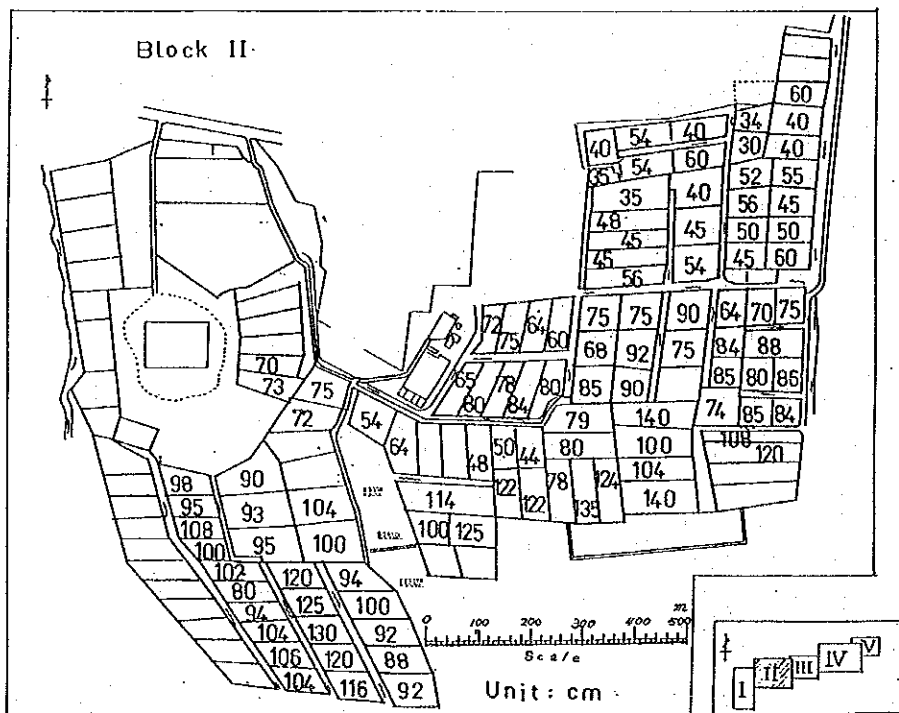 Block II
60
34 40
40 54 40
30 40
35 54 60
52 55
35 40
56 45
48
45 45
50 50
45
56 54
45 60
72 75 64 60
75 75 90 64 70 75
68 92 75 84 88
70
73 75
65 80 78 84 80
85 90 85 80 86
72
54
64
79 140 74 85 84
48 50 44
80 100 108
120
98 90
122 122 78 135 124 104
95 93 104
114 140
108
100 95 100
100 125
102 120 94
80 125 100
94
104 130 92
106 120 88
104 116 92
0 100 200 300 400 500 m
Scale
Unit: cm
I II III IV V